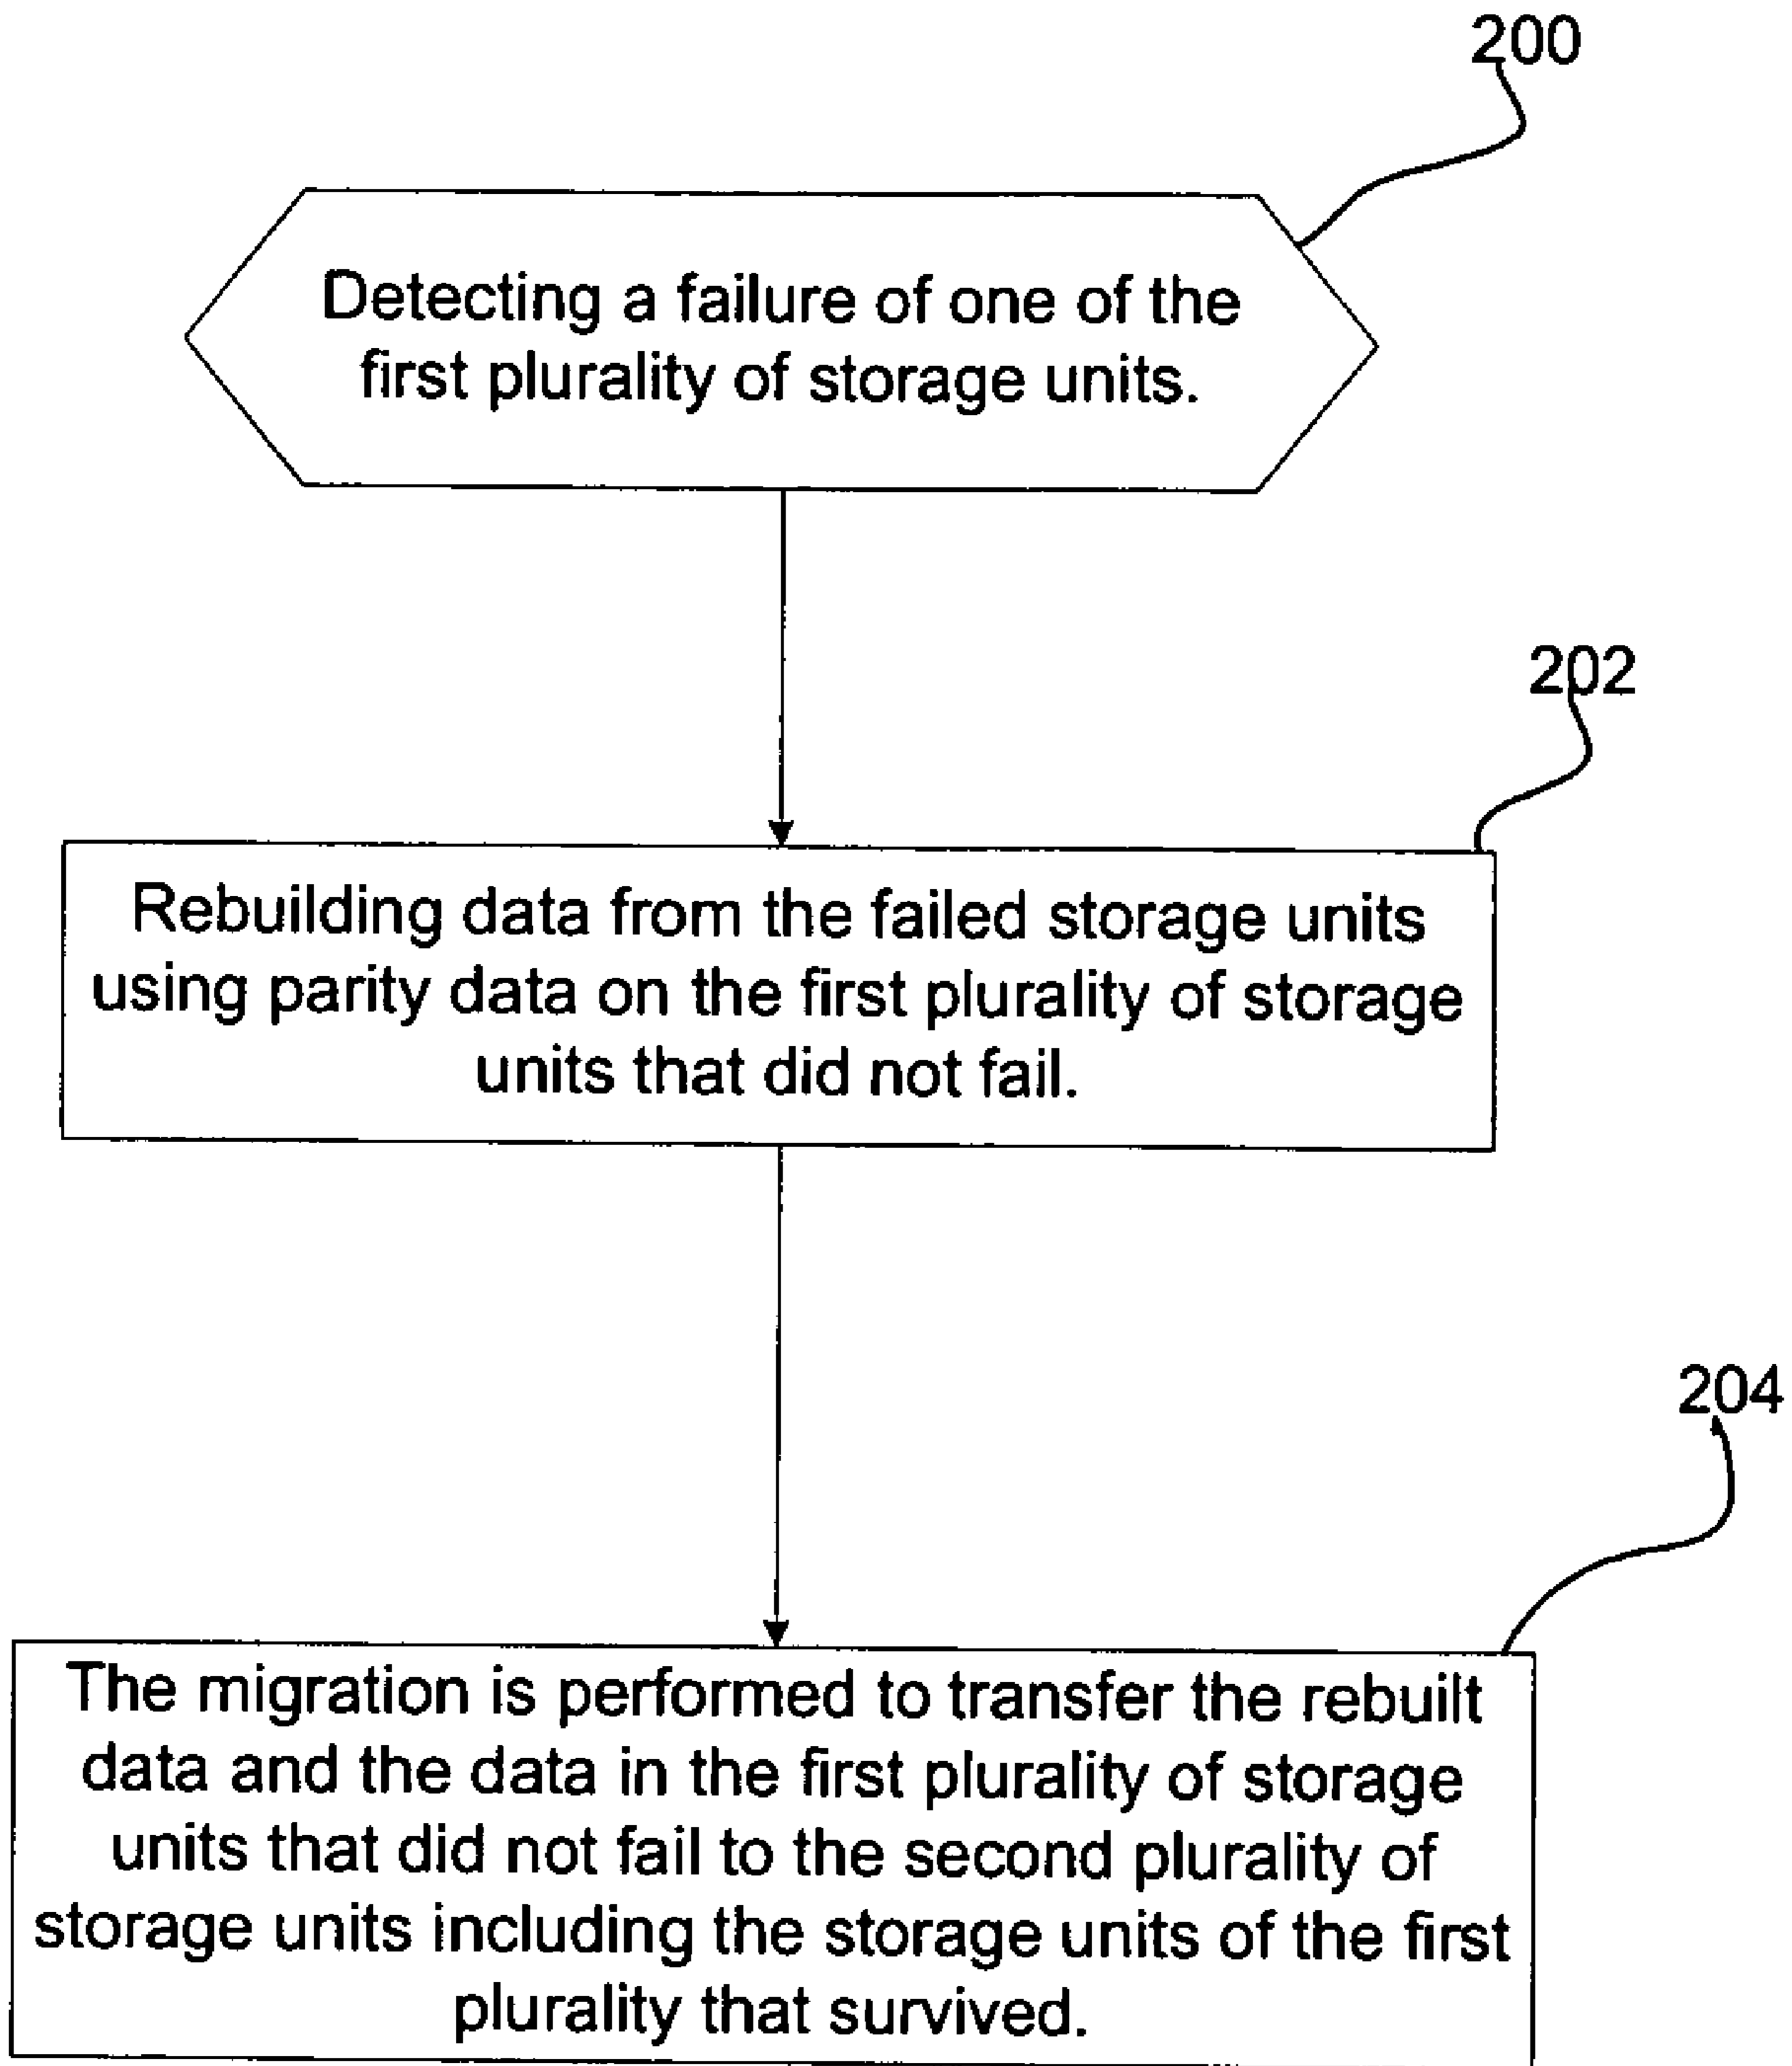 200
Detecting a failure of one of the
first plurality of storage units.
202
Rebuilding data from the failed storage units
using parity data on the first plurality of storage
units that did not fail.
204
The migration is performed to transfer the rebuilt
data and the data in the first plurality of storage
units that did not fail to the second plurality of
storage units including the storage units of the first
plurality that survived.